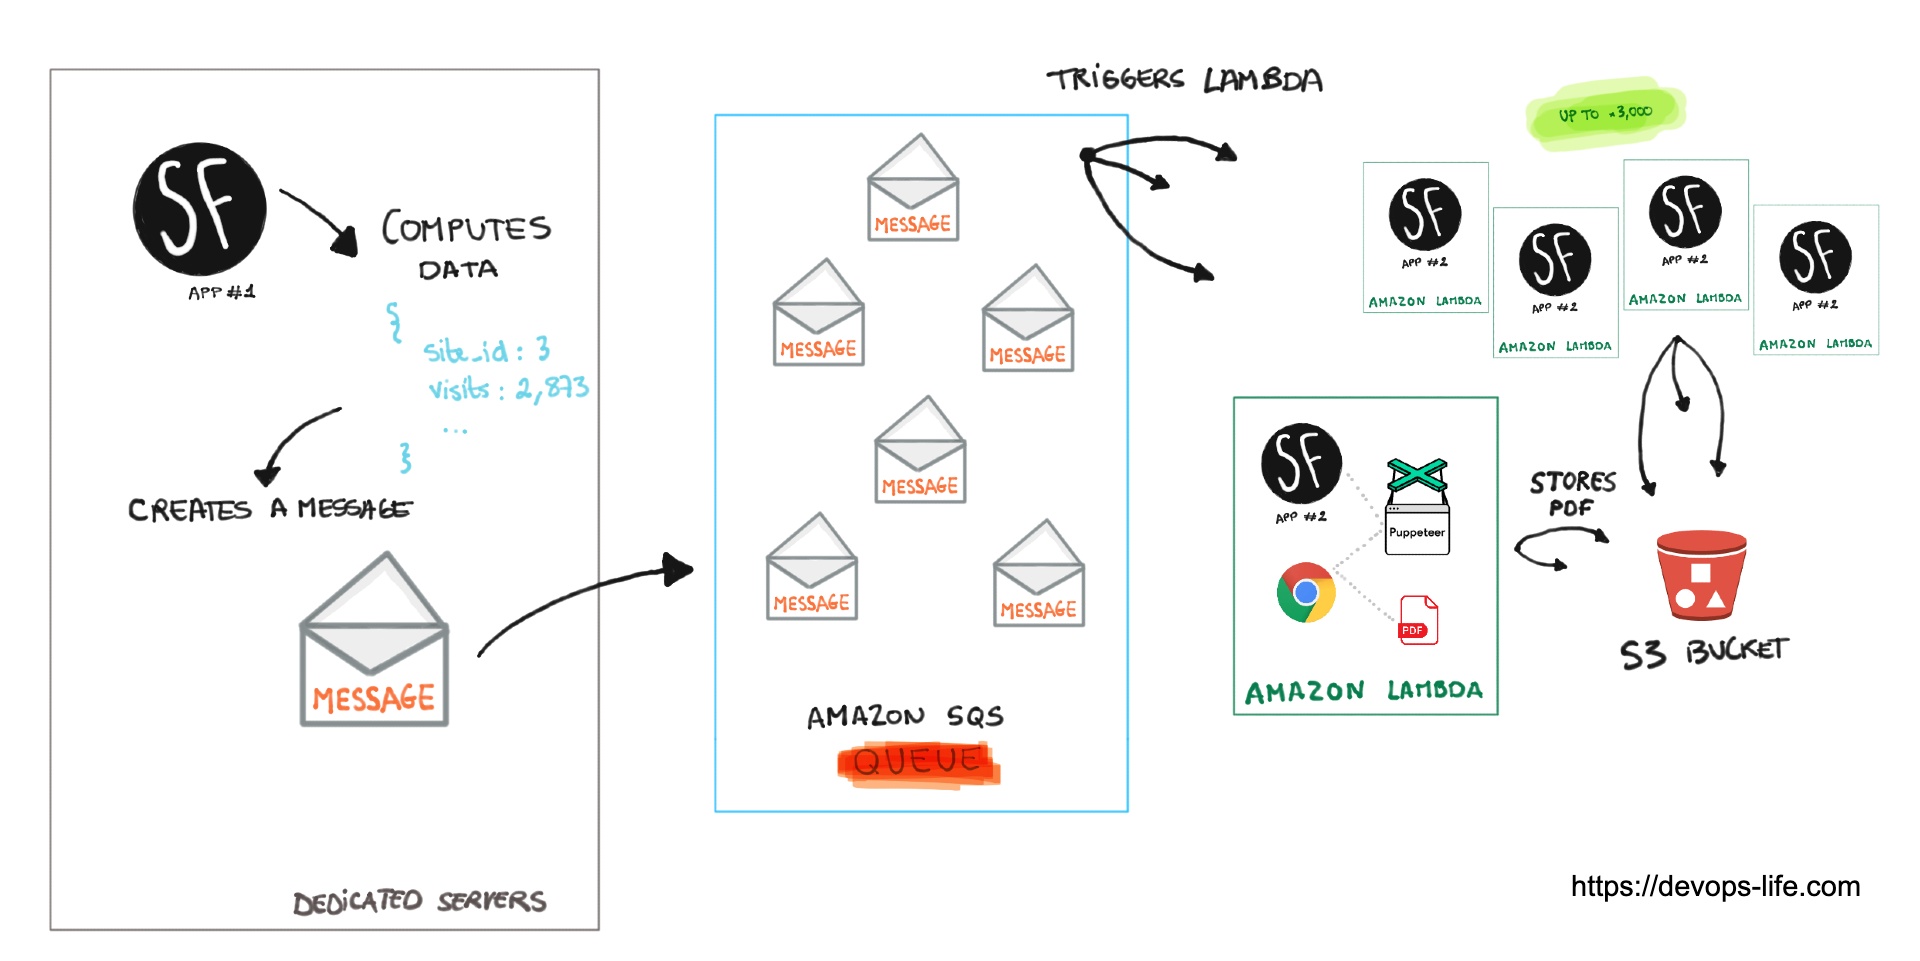 SF
APP #1
COMPUTES
DATA
{
site_id : 3
visits : 2,873
...
}
CREATES A MESSAGE
MESSAGE
DEDICATED SERVERS
MESSAGE
MESSAGE
MESSAGE
MESSAGE
MESSAGE
MESSAGE
AMAZON SQS
QUEUE
TRIGGERS LAMBDA
UP TO ×3,000
SF
APP #2
AMAZON LAMBDA
SF
APP #2
AMAZON LAMBDA
SF
APP #2
AMAZON LAMBDA
SF
APP #2
AMAZON LAMBDA
SF
APP #2
Puppeteer
PDF
AMAZON LAMBDA
STORES
PDF
S3 BUCKET
https://devops-life.com